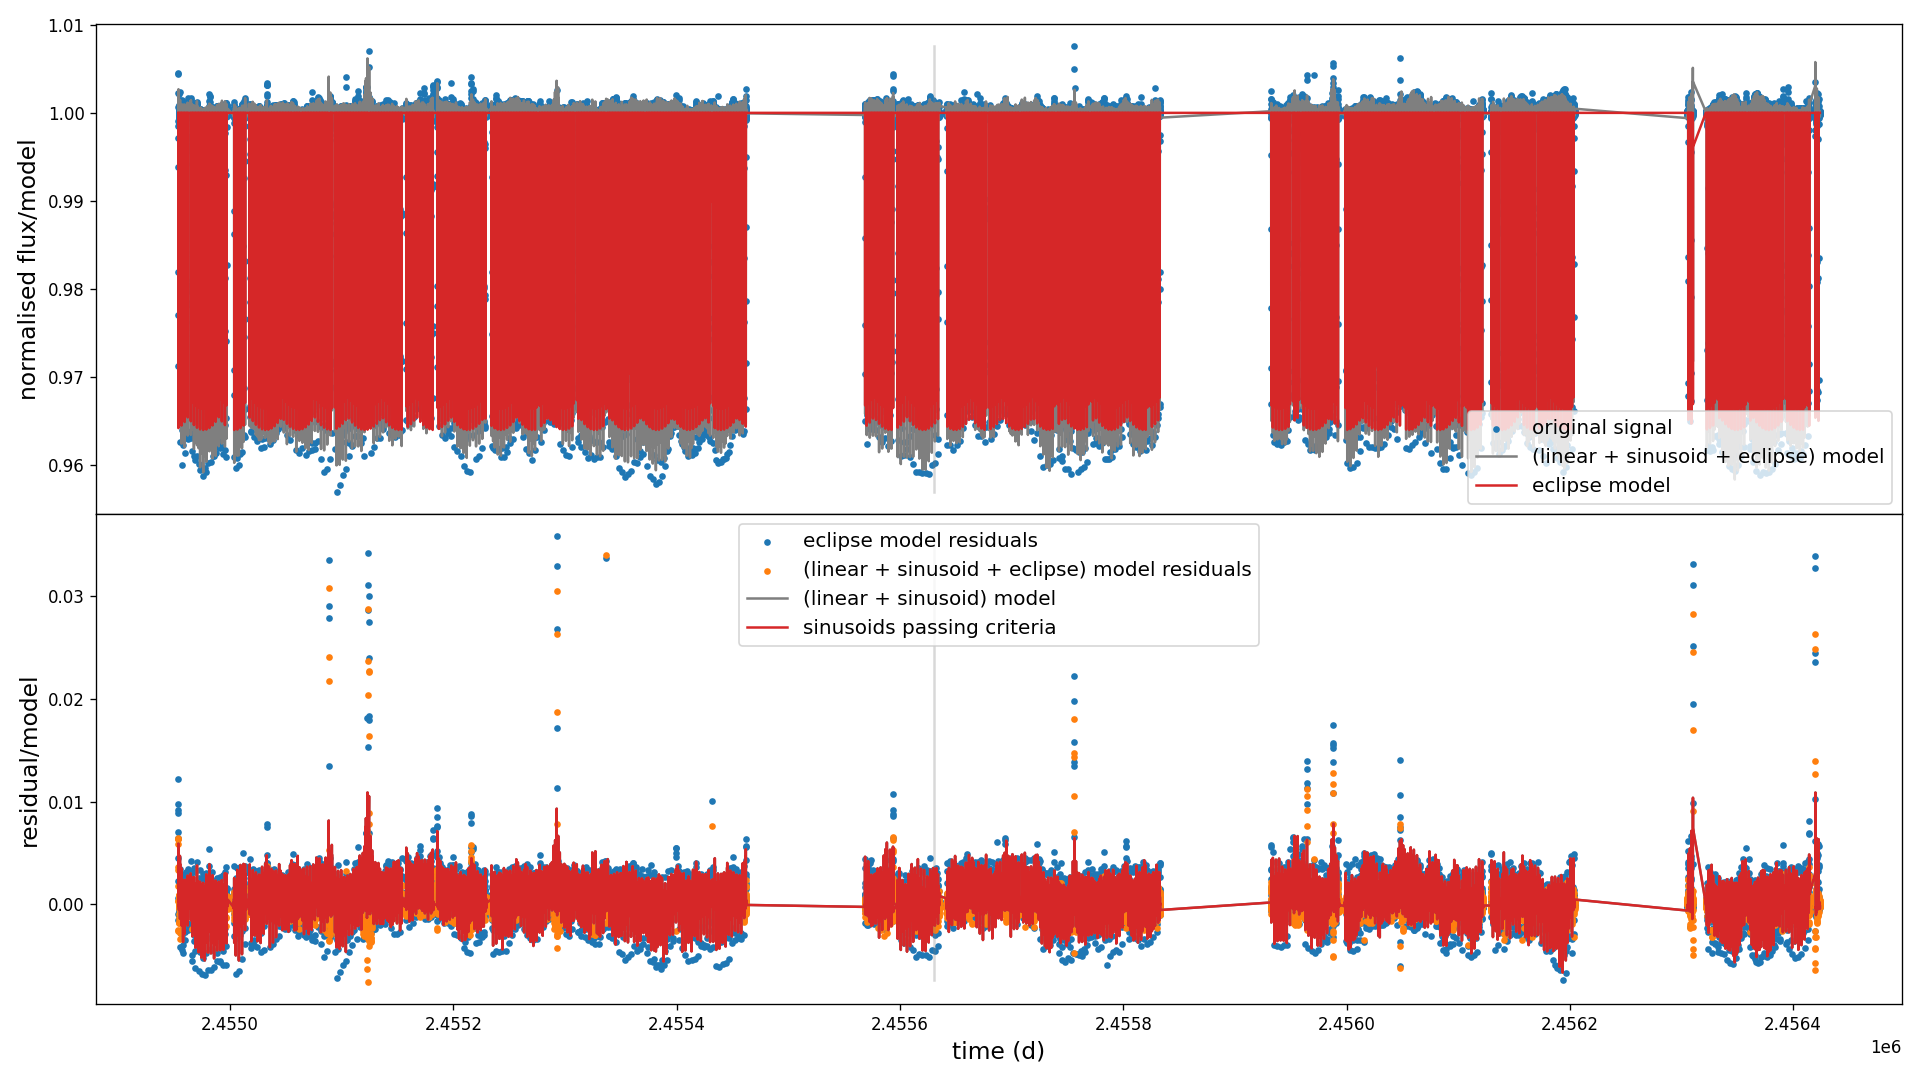 1.01
1.00
0.99
0.98
0.97
0.96
normalised flux/model
original signal
(linear + sinusoid + eclipse) model
eclipse model
eclipse model residuals
(linear + sinusoid + eclipse) model residuals
(linear + sinusoid) model
sinusoids passing criteria
0.03
0.02
0.01
0.00
residual/model
2.4550
2.4552
2.4554
2.4556
2.4558
2.4560
2.4562
2.4564
1e6
time (d)